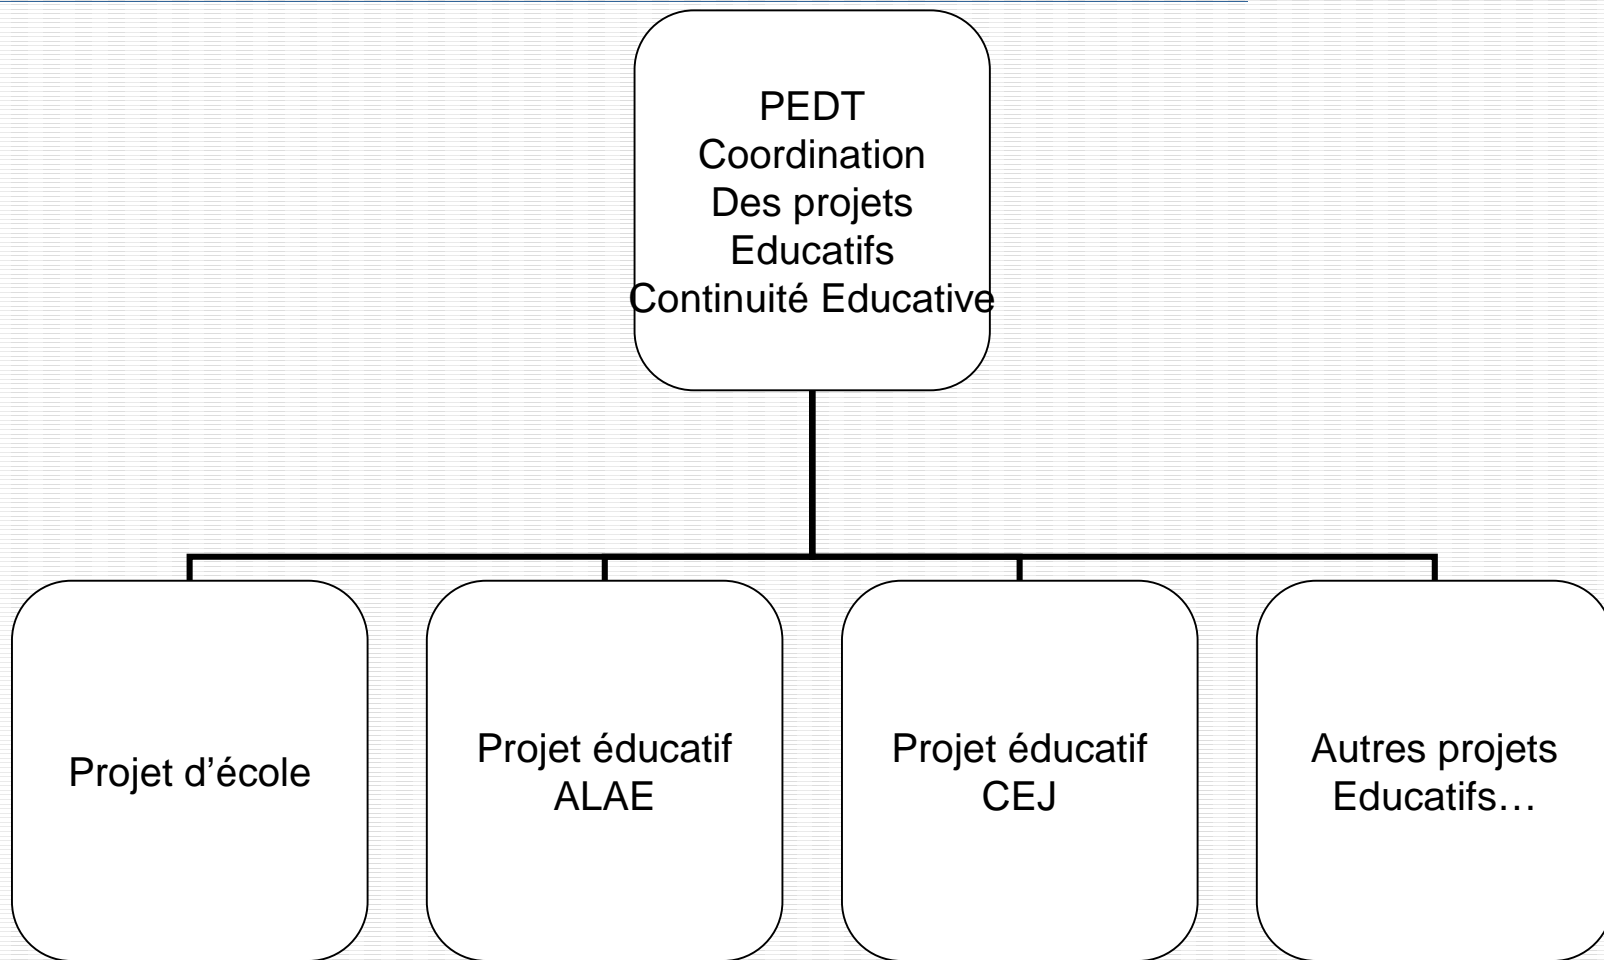 PEDT
Coordination
Des projets
Educatifs
Continuité Educative
Projet d’école
Projet éducatif
ALAE
Projet éducatif
CEJ
Autres projets
Educatifs…